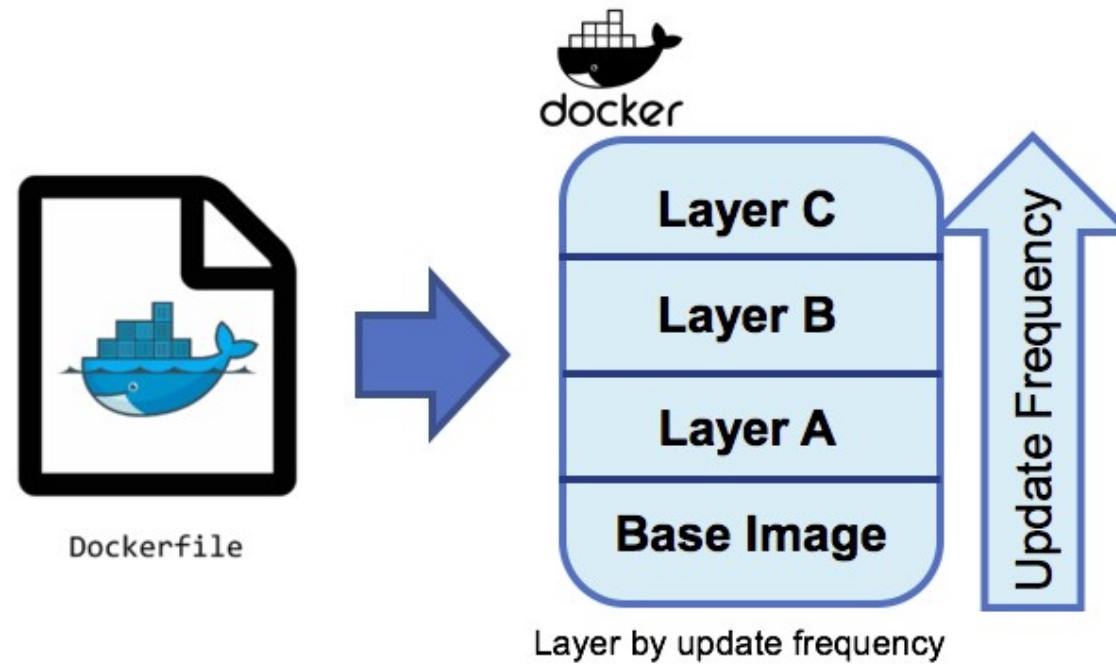 docker
Dockerfile
Layer C
Layer B
Layer A
Base Image
Update Frequency
Layer by update frequency